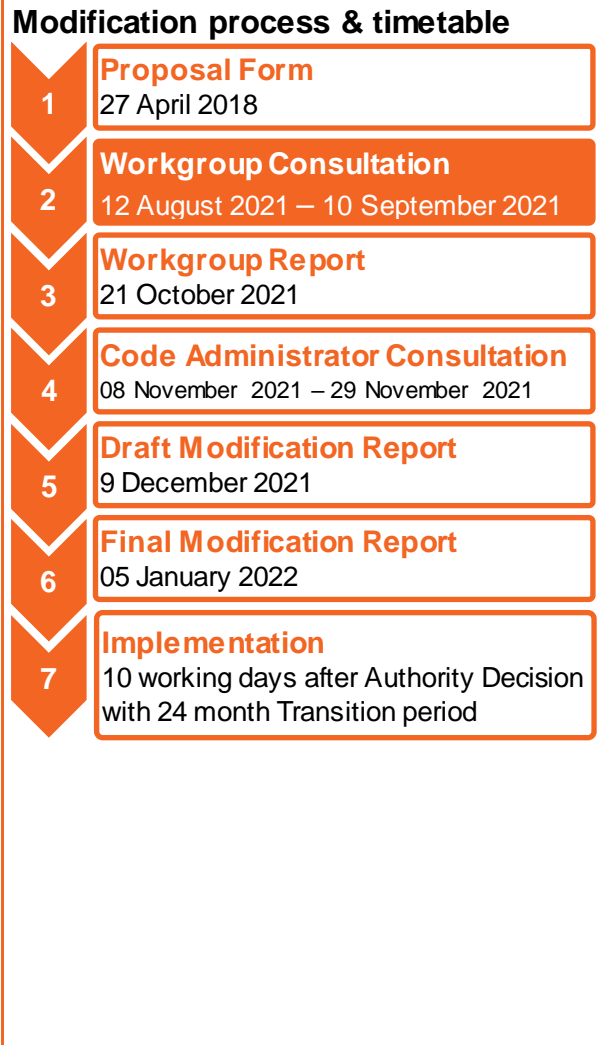 Modification process & timetable
1
Proposal Form
27 April 2018
2
Workgroup Consultation
12 August 2021 – 10 September 2021
3
Workgroup Report
21 October 2021
4
Code Administrator Consultation
08 November 2021 – 29 November 2021
5
Draft Modification Report
9 December 2021
6
Final Modification Report
05 January 2022
7
Implementation
10 working days after Authority Decision
with 24 month Transition period